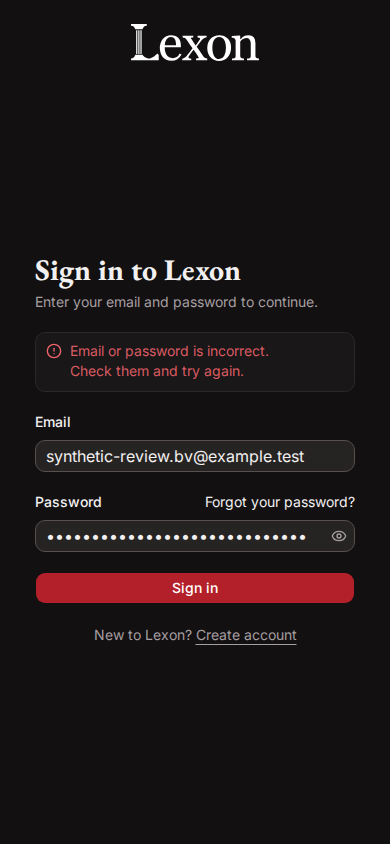 Lexon
Sign in to Lexon
Enter your email and password to continue.
Email or password is incorrect.
Check them and try again.
Email
synthetic-review.bv@example.test
Password Forgot your password?
•••••••••••••••••••••••••••••
Sign in
New to Lexon? Create account